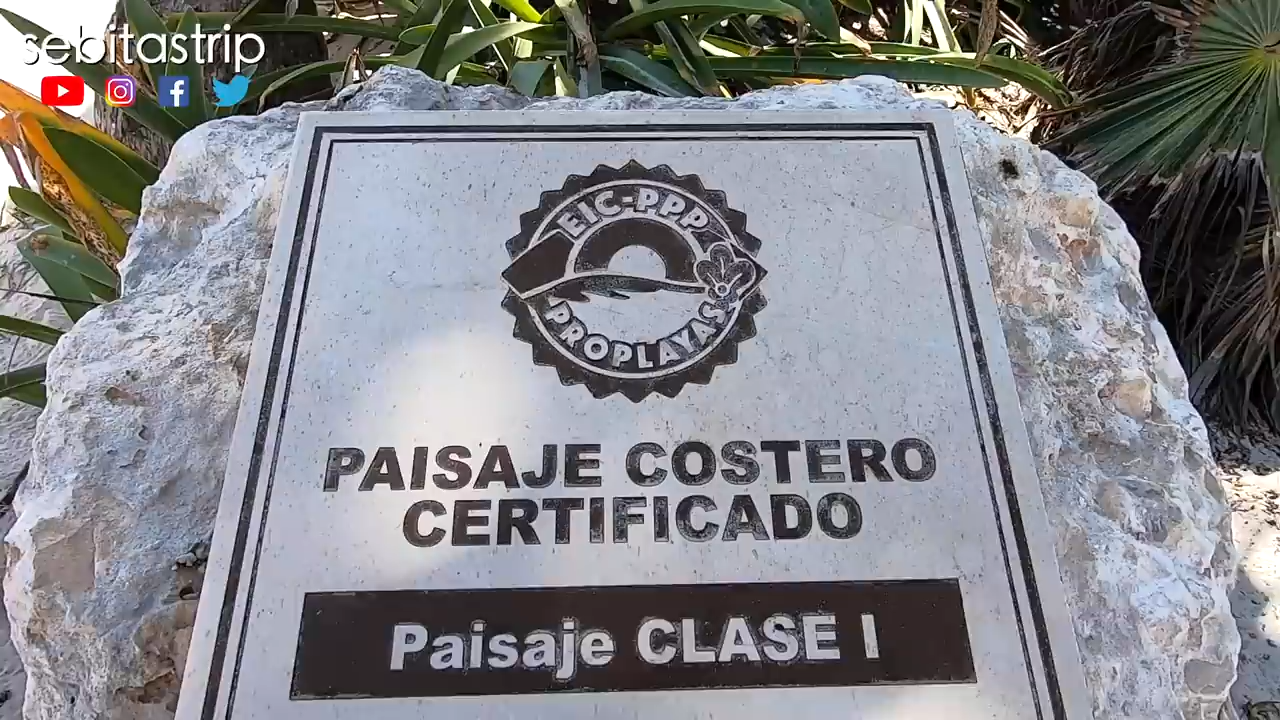 sebitastrip
EIC-PPP
PROPLAYAS
PAISAJE COSTERO
CERTIFICADO
Paisaje CLASE I